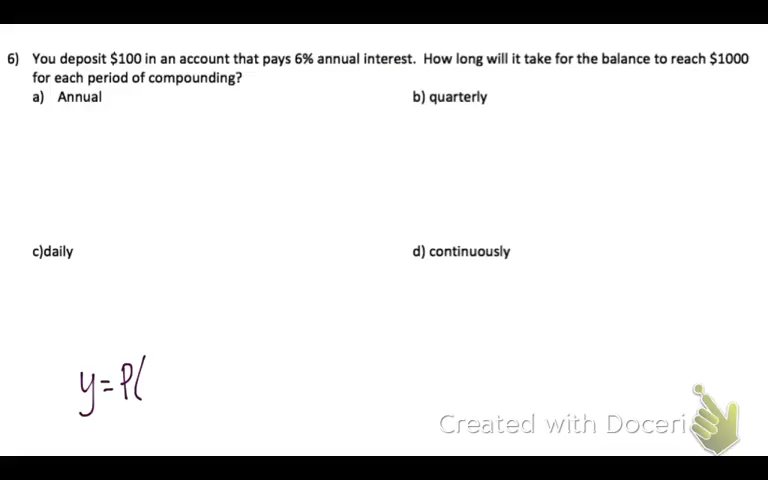 6) You deposit $100 in an account that pays 6% annual interest. How long will it take for the balance to reach $1000
for each period of compounding?
a) Annual
b) quarterly
c)daily
d) continuously
y=P(
Created with Doceri